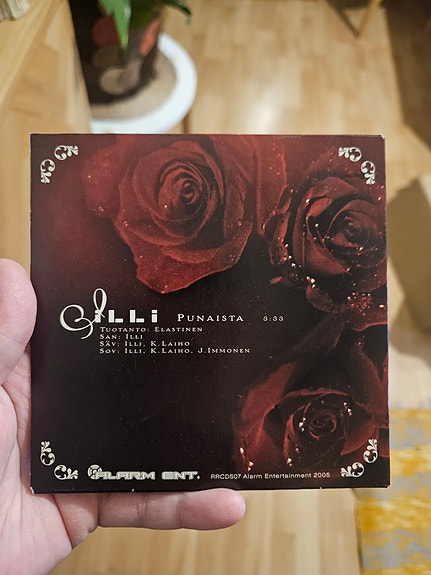 iLLi PUNAISTA 3:33
TUOTANTO: ELASTINEN
SAN: ILLI
SÄV: ILLI, K.LAIHO
SOV: ILLI, K.LAIHO, J.IMMONEN
ALARM ENT. RRCDS07 Alarm Entertainment 2005